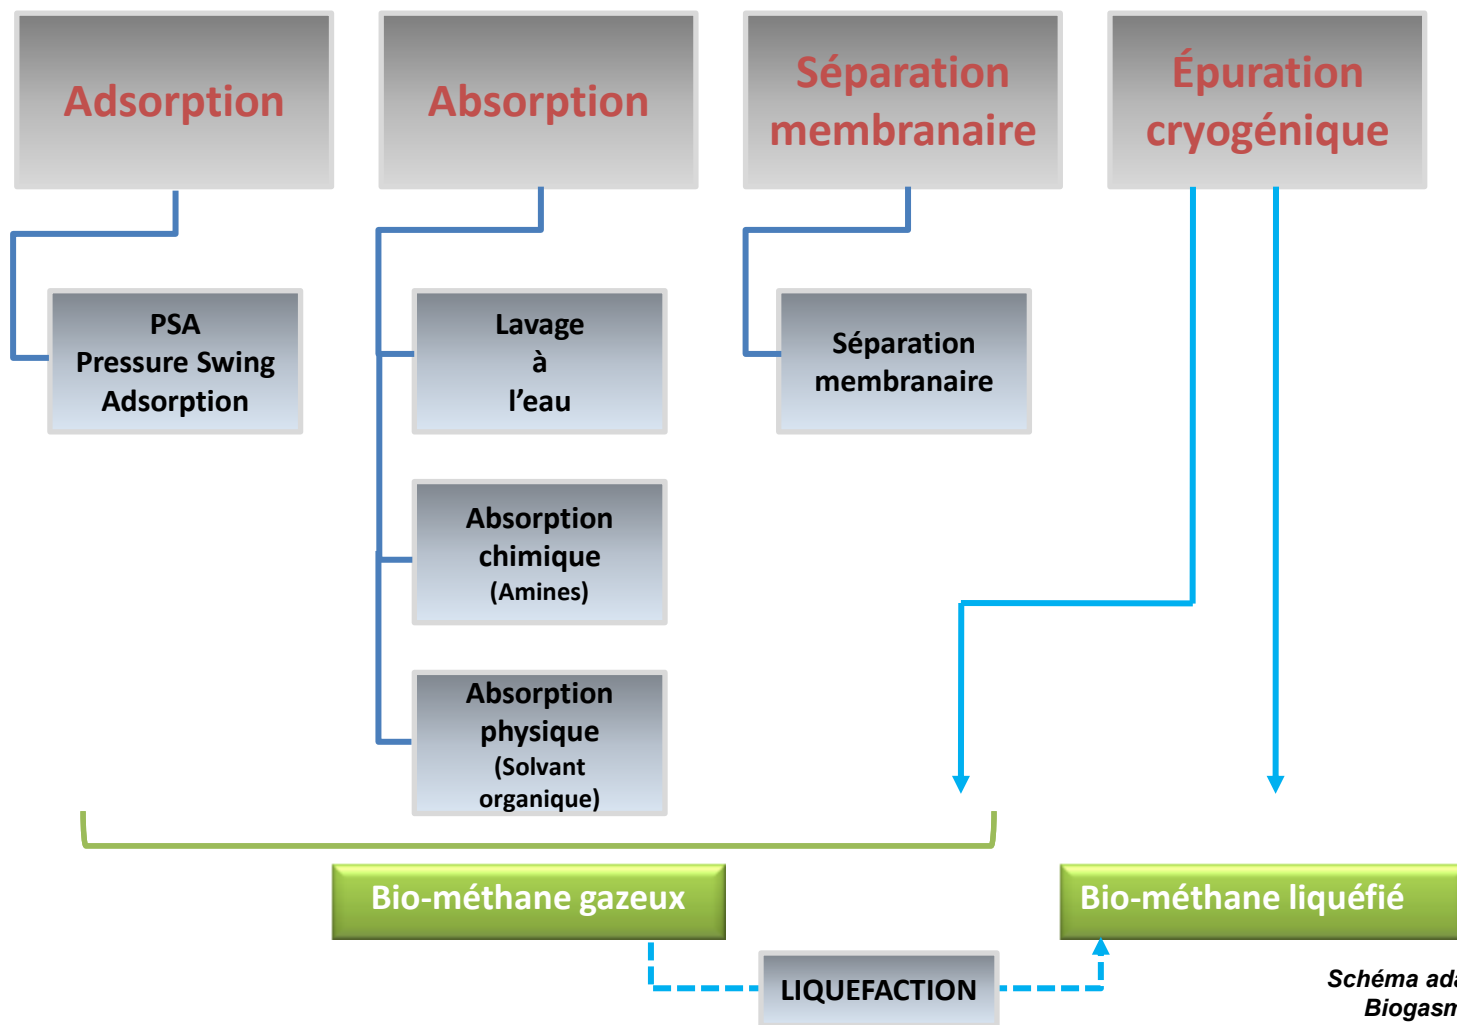 Adsorption
Absorption
Séparation
membranaire
Épuration
cryogénique
PSA
Pressure Swing
Adsorption
Lavage
à
l’eau
Séparation
membranaire
Absorption
chimique
(Amines)
Absorption
physique
(Solvant
organique)
Bio-méthane gazeux
Bio-méthane liquéfié
LIQUEFACTION
Schéma